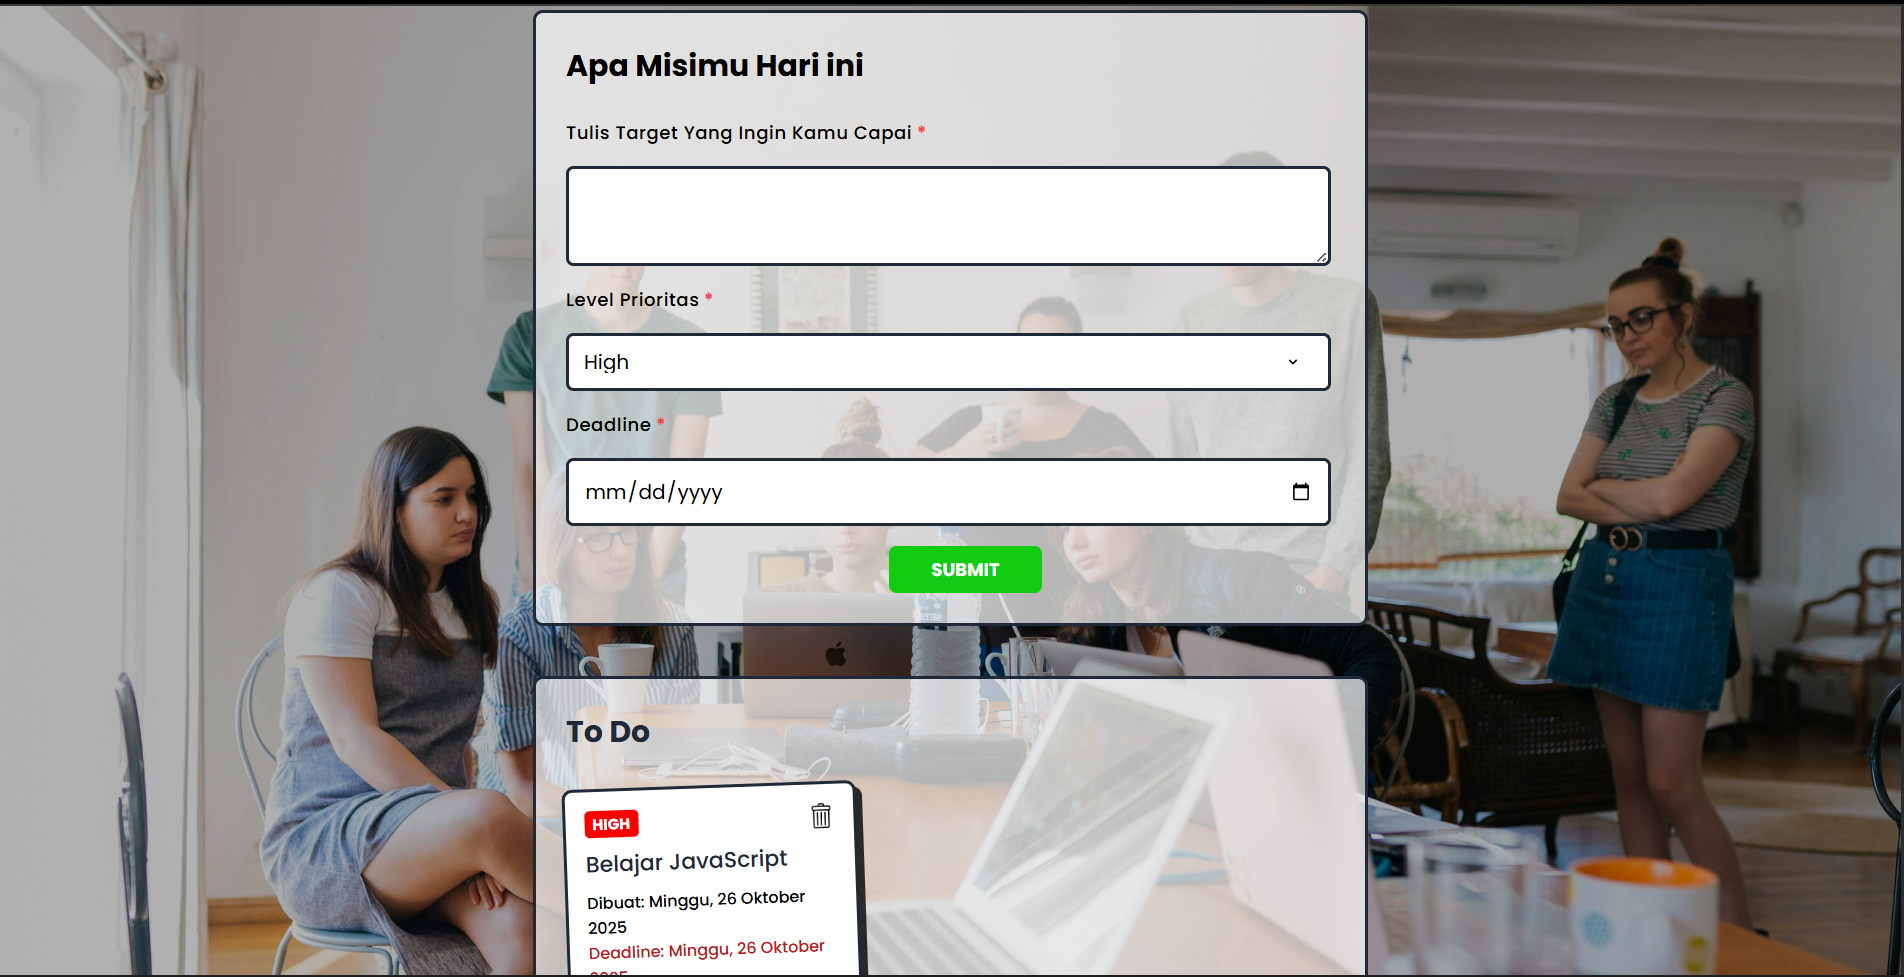 Apa Misimu Hari ini
Tulis Target Yang Ingin Kamu Capai *
Level Prioritas *
High
Deadline *
mm/dd/yyyy
SUBMIT
To Do
HIGH
Belajar JavaScript
Dibuat: Minggu, 26 Oktober
2025
Deadline: Minggu, 26 Oktober